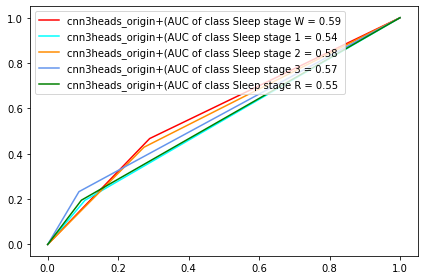 cnn3heads_origin+(AUC of class Sleep stage W = 0.59
cnn3heads_origin+(AUC of class Sleep stage 1 = 0.54
cnn3heads_origin+(AUC of class Sleep stage 2 = 0.58
cnn3heads_origin+(AUC of class Sleep stage 3 = 0.57
cnn3heads_origin+(AUC of class Sleep stage R = 0.55
1.0
0.8
0.6
0.4
0.2
0.0
0.0 0.2 0.4 0.6 0.8 1.0